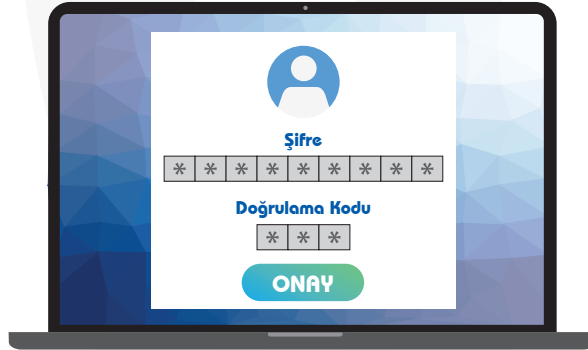 Şifre
* * * * * * * * *
Doğrulama Kodu
* * *
ONAY